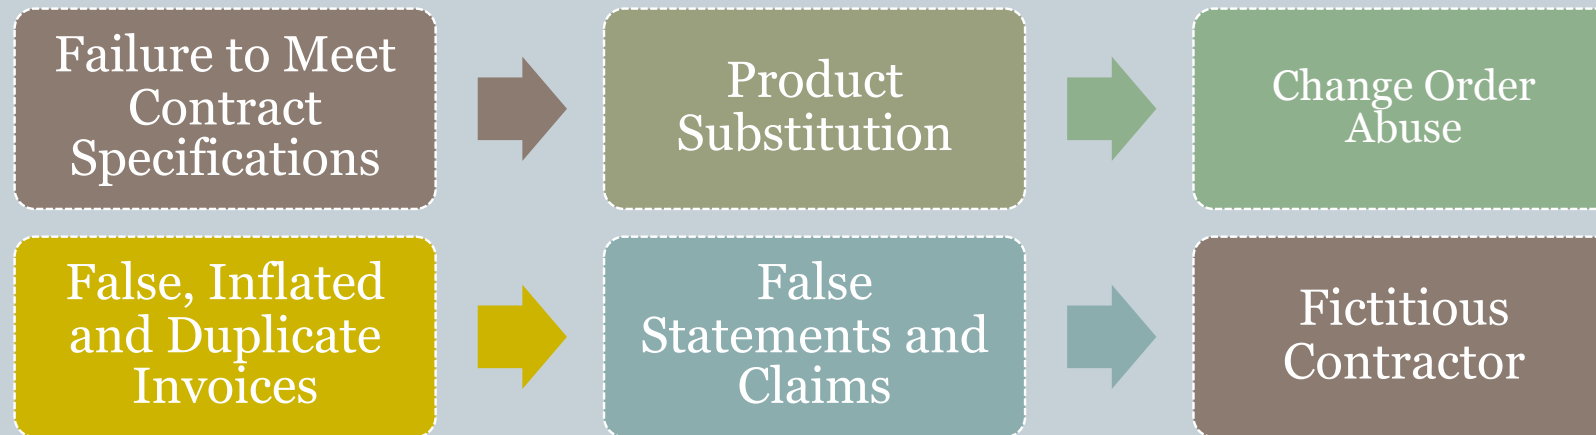 Failure to Meet
Contract
Specifications
Product
Substitution
Change Order
Abuse
False, Inflated
and Duplicate
Invoices
False
Statements and
Claims
Fictitious
Contractor